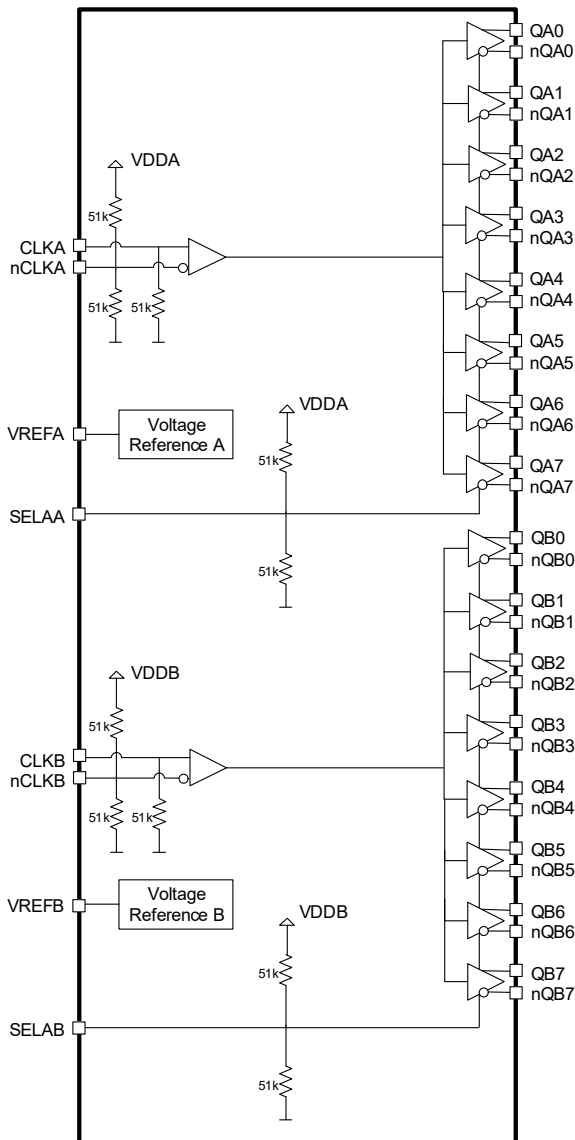 QA0
nQA0
QA1
nQA1
QA2
VDDA
nQA2
51k
QA3
CLKA
nQA3
nCLKA
QA4
51k
51k
nQA4
QA5
nQA5
VDDA
QA6
Voltage
Reference A
VREFA
nQA6
51k
QA7
nQA7
SELAA
QB0
51k
nQB0
QB1
nQB1
QB2
VDDB
nQB2
51k
QB3
CLKB
nQB3
nCLKB
QB4
51k
51k
nQB4
QB5
nQB5
Voltage
Reference B
VREFB
VDDB
QB6
nQB6
51k
QB7
nQB7
SELAB
51k